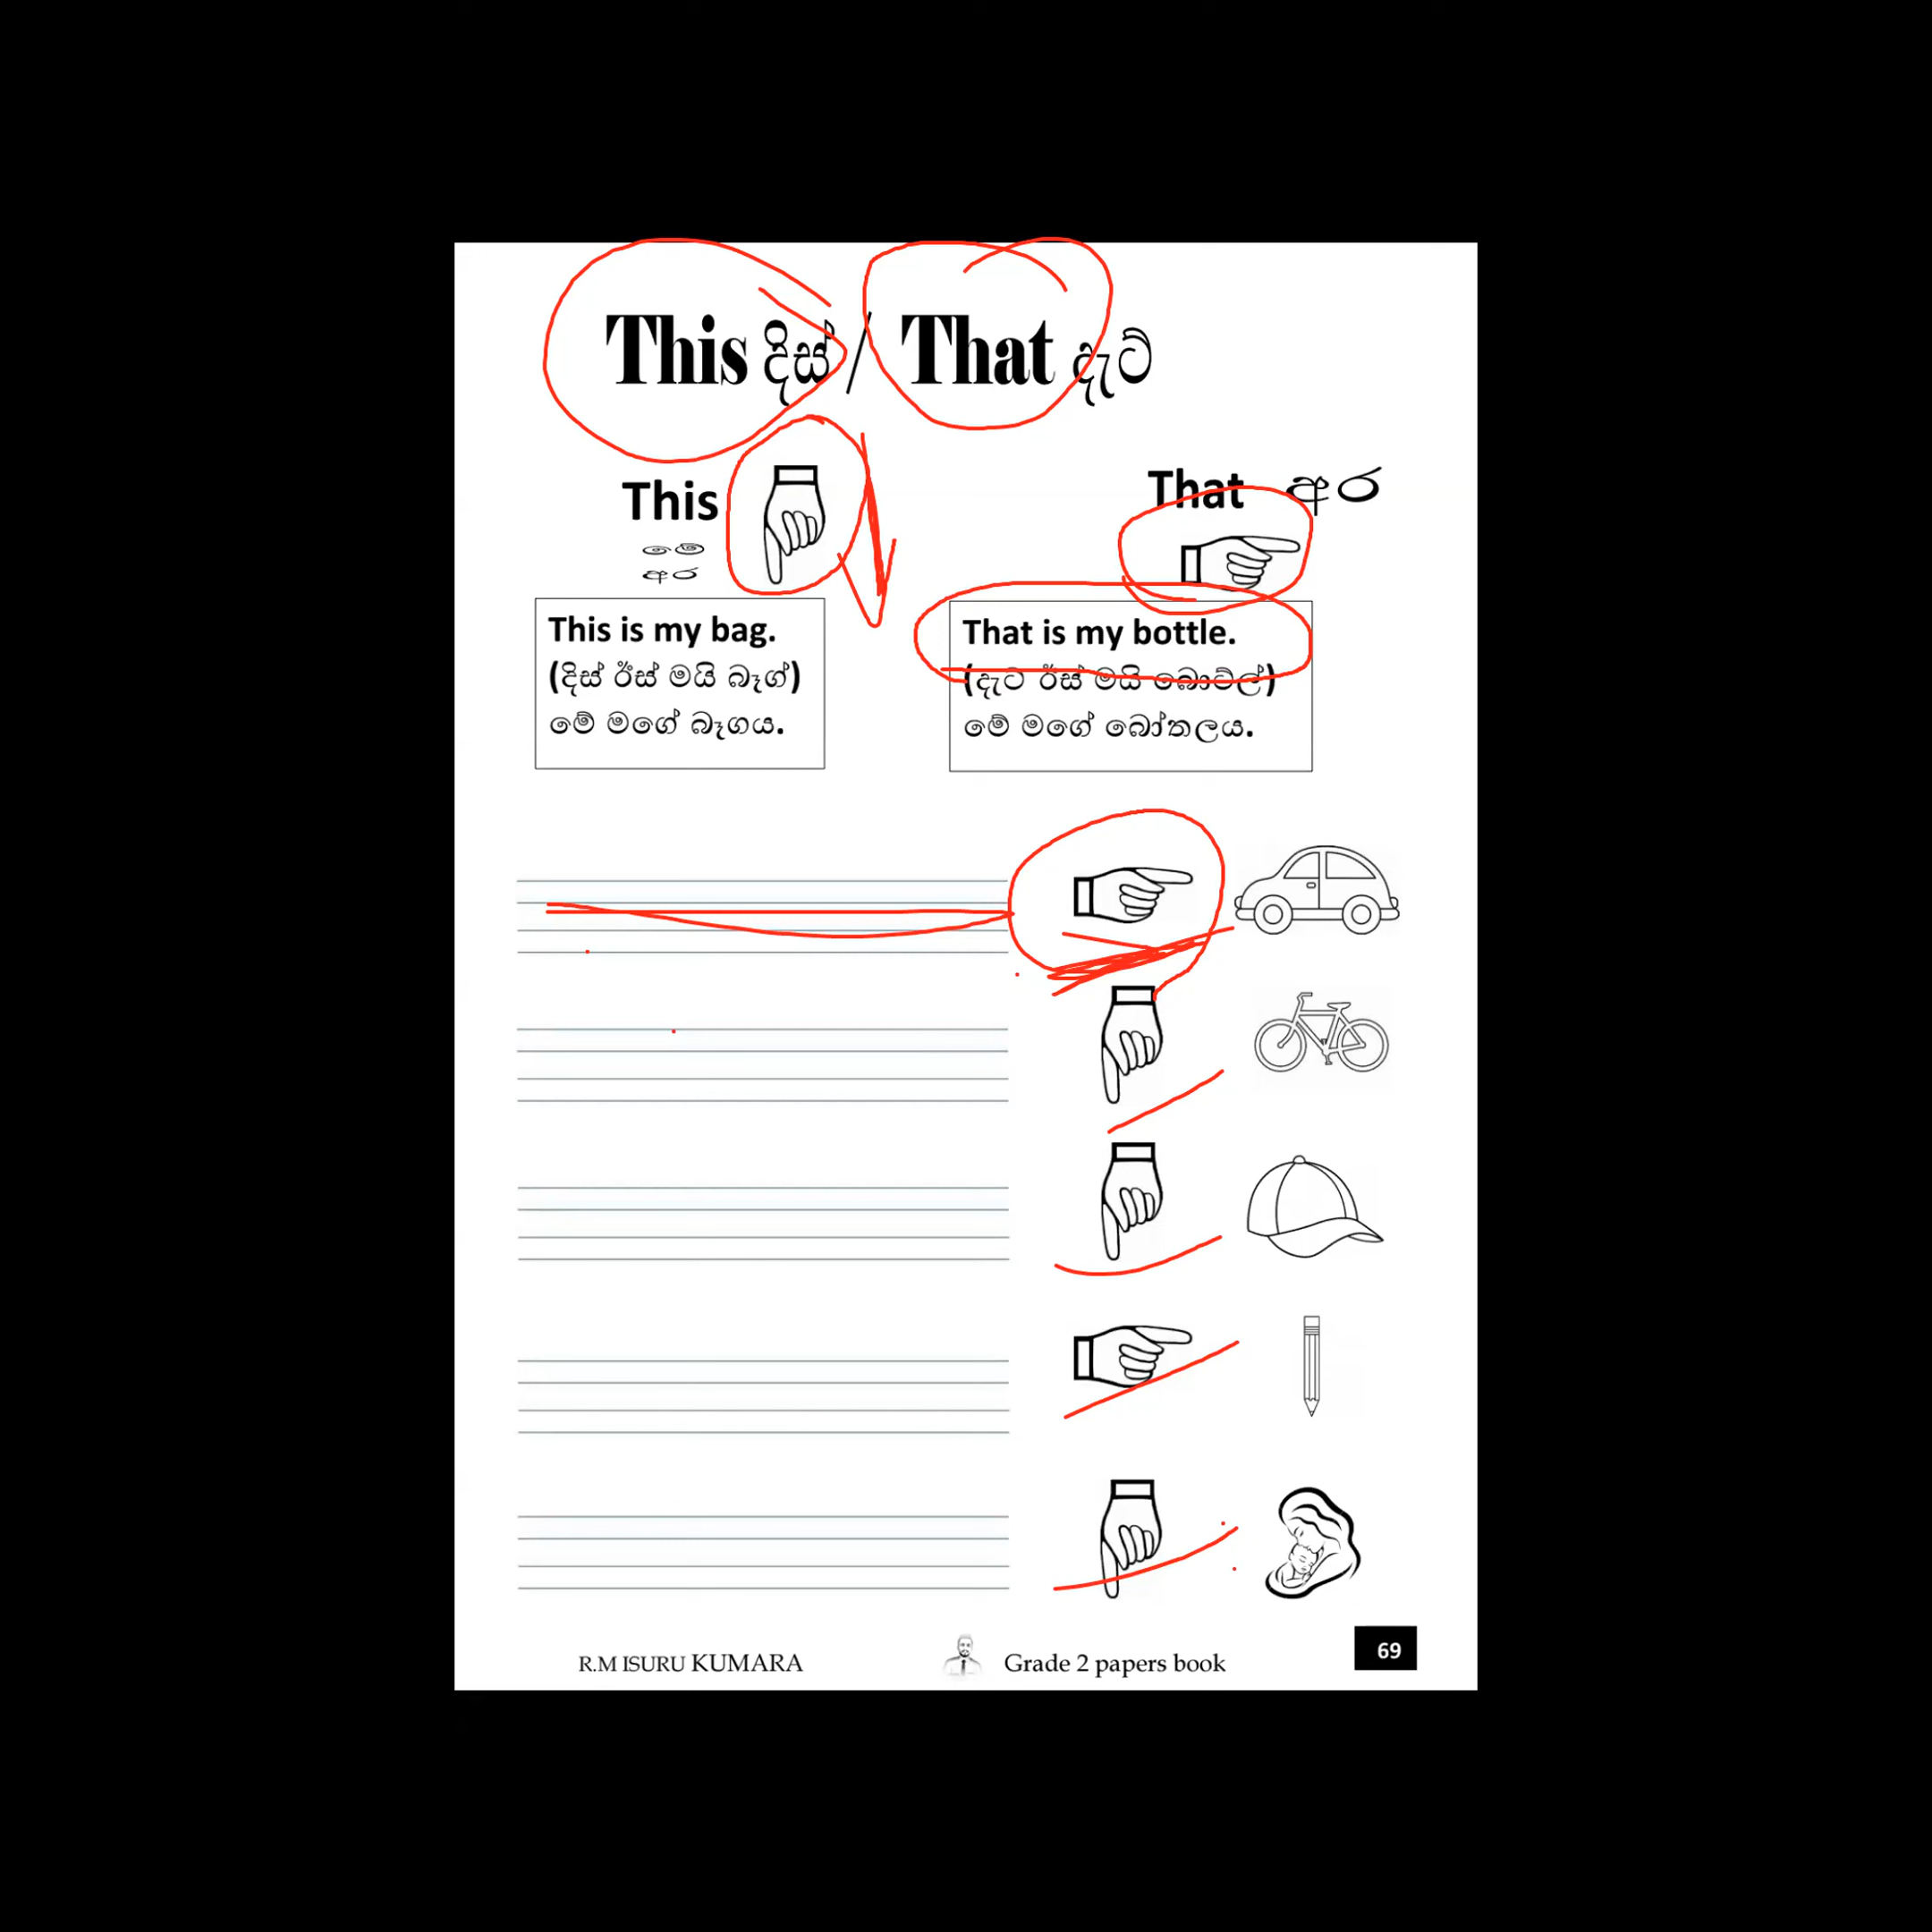 This දිස් / That දැට්
This
මේ
අර
That අර
This is my bag.
(දිස් ඊස් මයි බෑග්)
මේ මගේ බෑගය.
That is my bottle.
(දැට ඊස් මයි බොට්ල්)
මේ මගේ බෝතලය.
R.M ISURU KUMARA
Grade 2 papers book
69